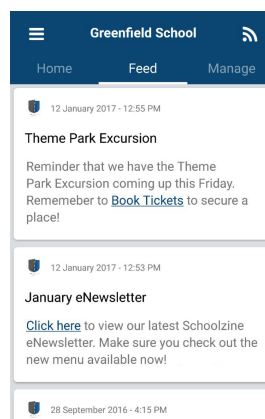 Greenfield School
Home Feed Manage
12 January 2017 - 12:55 PM
Theme Park Excursion
Reminder that we have the Theme
Park Excursion coming up this Friday.
Rememeber to Book Tickets to secure a
place!
12 January 2017 - 12:53 PM
January eNewsletter
Click here to view our latest Schoolzine
eNewsletter. Make sure you check out the
new menu available now!
28 September 2016 - 4:15 PM